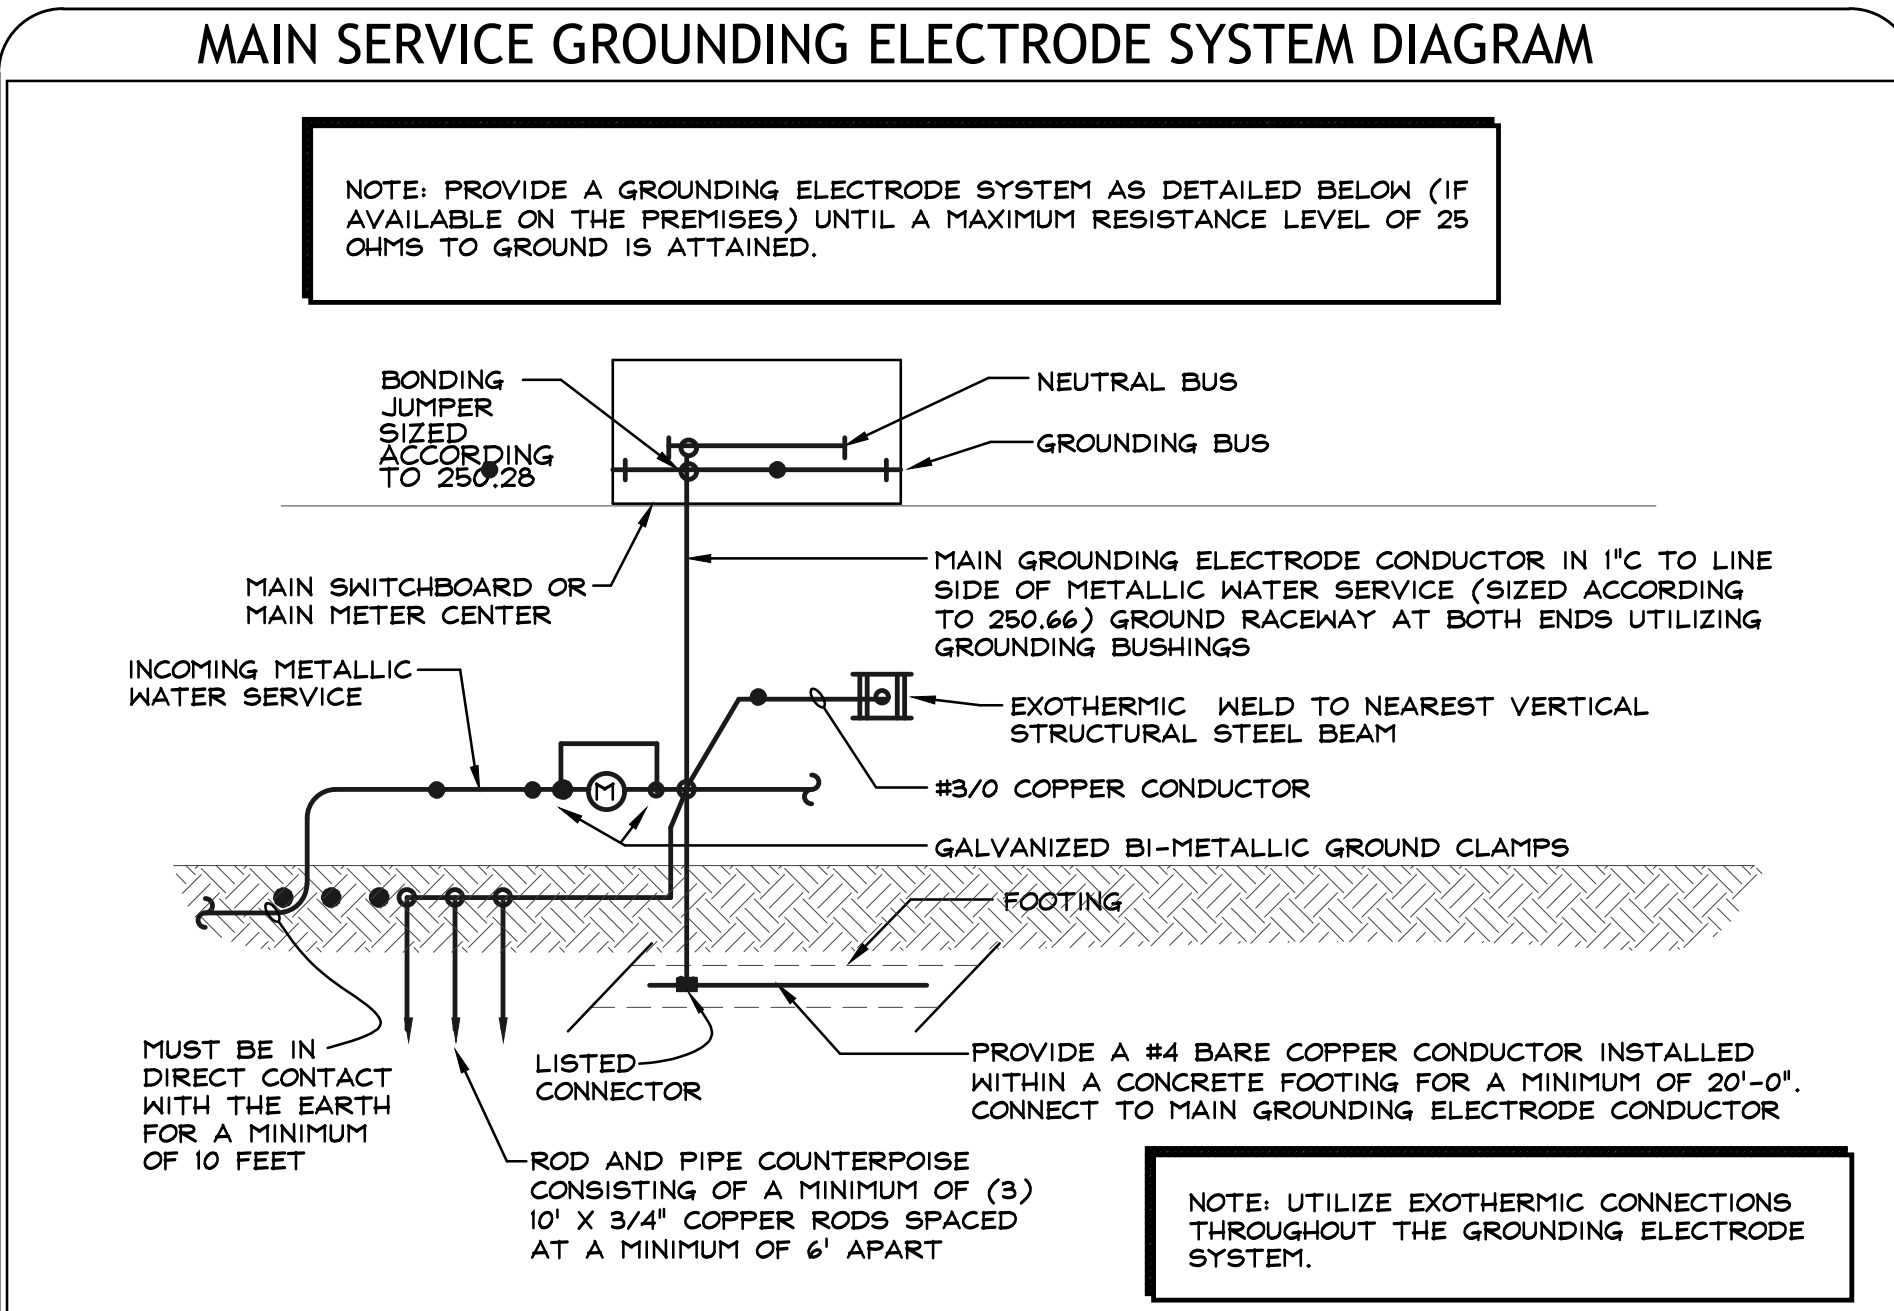 MAIN SERVICE GROUNDING ELECTRODE SYSTEM DIAGRAM
NOTE: PROVIDE A GROUNDING ELECTRODE SYSTEM AS DETAILED BELOW (IF
AVAILABLE ON THE PREMISES) UNTIL A MAXIMUM RESISTANCE LEVEL OF 25
OHMS TO GROUND IS ATTAINED.
BONDING
JUMPER
SIZED
ACCORDING
TO 250.28
NEUTRAL BUS
GROUNDING BUS
MAIN SWITCHBOARD OR
MAIN METER CENTER
MAIN GROUNDING ELECTRODE CONDUCTOR IN 1"C TO LINE
SIDE OF METALLIC WATER SERVICE (SIZED ACCORDING
TO 250.66) GROUND RACEWAY AT BOTH ENDS UTILIZING
GROUNDING BUSHINGS
INCOMING METALLIC
WATER SERVICE
EXOTHERMIC WELD TO NEAREST VERTICAL
STRUCTURAL STEEL BEAM
M
#3/0 COPPER CONDUCTOR
GALVANIZED BI-METALLIC GROUND CLAMPS
FOOTING
MUST BE IN
DIRECT CONTACT
WITH THE EARTH
FOR A MINIMUM
OF 10 FEET
LISTED
CONNECTOR
PROVIDE A #4 BARE COPPER CONDUCTOR INSTALLED
WITHIN A CONCRETE FOOTING FOR A MINIMUM OF 20'-0".
CONNECT TO MAIN GROUNDING ELECTRODE CONDUCTOR
ROD AND PIPE COUNTERPOISE
CONSISTING OF A MINIMUM OF (3)
10' X 3/4" COPPER RODS SPACED
AT A MINIMUM OF 6' APART
NOTE: UTILIZE EXOTHERMIC CONNECTIONS
THROUGHOUT THE GROUNDING ELECTRODE
SYSTEM.